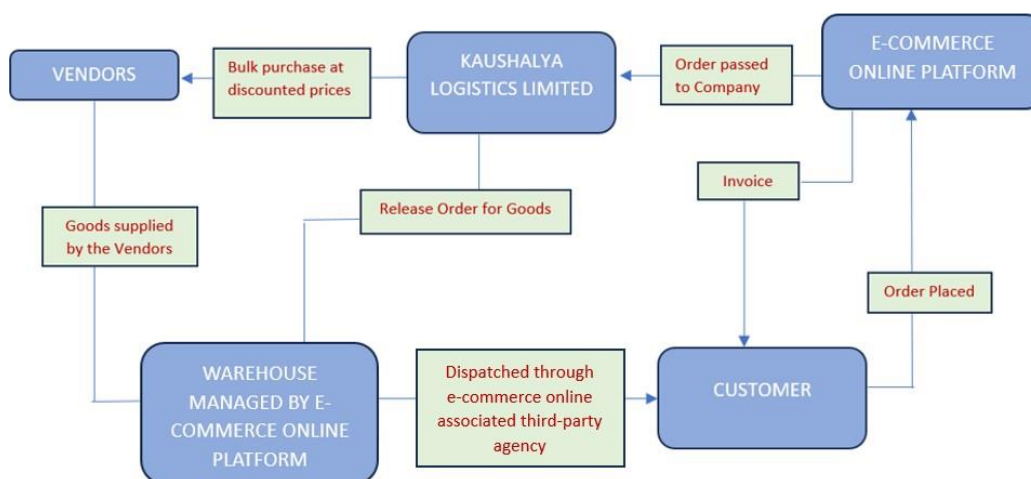 VENDORS
Bulk purchase at
discounted prices
KAUSHALYA
LOGISTICS LIMITED
Order passed
to Company
E-COMMERCE
ONLINE PLATFORM
Invoice
Release Order for Goods
Goods supplied
by the Vendors
Order Placed
WAREHOUSE
MANAGED BY E-
COMMERCE ONLINE
PLATFORM
Dispatched through
e-commerce online
associated third-party
agency
CUSTOMER